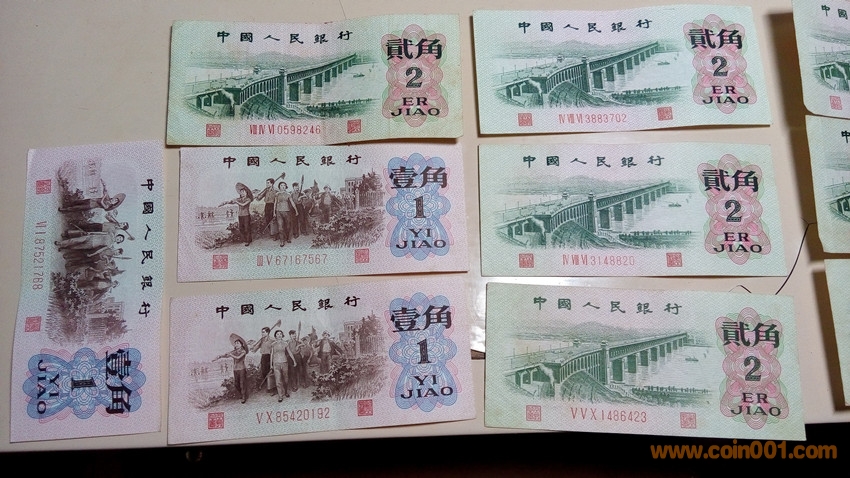 中國人民銀行
貳角
2
ER
JIAO
Ⅷ Ⅳ Ⅵ 0598246
中國人民銀行
貳角
2
ER
JIAO
Ⅳ Ⅷ Ⅵ 3883702
中國人民銀行
壹角
1
YI
JIAO
Ⅵ Ⅰ 87521768
中國人民銀行
壹角
1
YI
JIAO
Ⅲ Ⅴ 67167567
中國人民銀行
貳角
2
ER
JIAO
Ⅳ Ⅷ Ⅲ 3148820
中國人民銀行
壹角
1
YI
JIAO
Ⅴ Ⅹ 85420192
中國人民銀行
貳角
2
ER
JIAO
Ⅴ Ⅴ Ⅹ 1486423
中
中
www.coin001.com